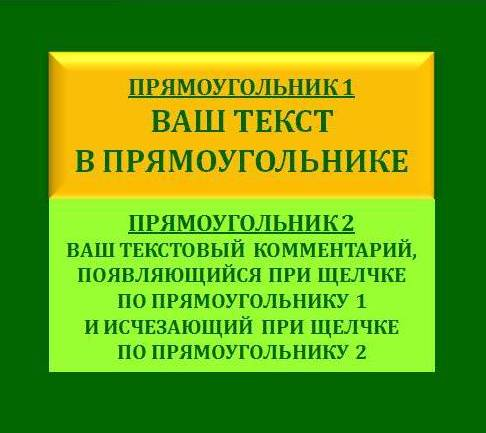 ПРЯМОУГОЛЬНИК 1
ВАШ ТЕКСТ
В ПРЯМОУГОЛЬНИКЕ
ПРЯМОУГОЛЬНИК 2
ВАШ ТЕКСТОВЫЙ КОММЕНТАРИЙ,
ПОЯВЛЯЮЩИЙСЯ ПРИ ЩЕЛЧКЕ
ПО ПРЯМОУГОЛЬНИКУ 1
И ИСЧЕЗАЮЩИЙ ПРИ ЩЕЛЧКЕ
ПО ПРЯМОУГОЛЬНИКУ 2